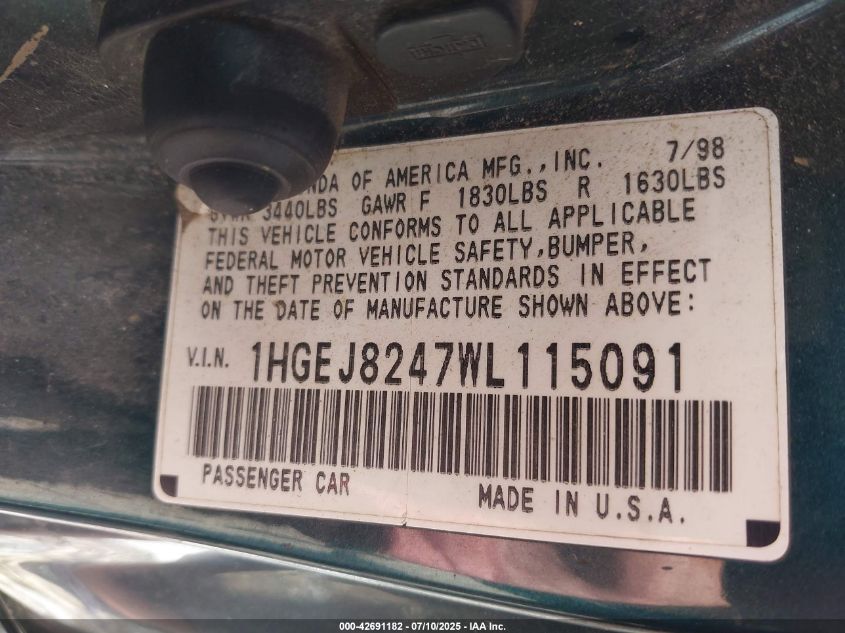 OF AMERICA MFG.,INC. 7/98
3440LBS GAWR F 1830LBS R 1630LBS
THIS VEHICLE CONFORMS TO ALL APPLICABLE
FEDERAL MOTOR VEHICLE SAFETY,BUMPER,
AND THEFT PREVENTION STANDARDS IN EFFECT
ON THE DATE OF MANUFACTURE SHOWN ABOVE:
V.I.N. 1HGEJ8247WL115091
PASSENGER CAR MADE IN U.S.A.
000-42691182 - 07/10/2025 - IAA Inc.